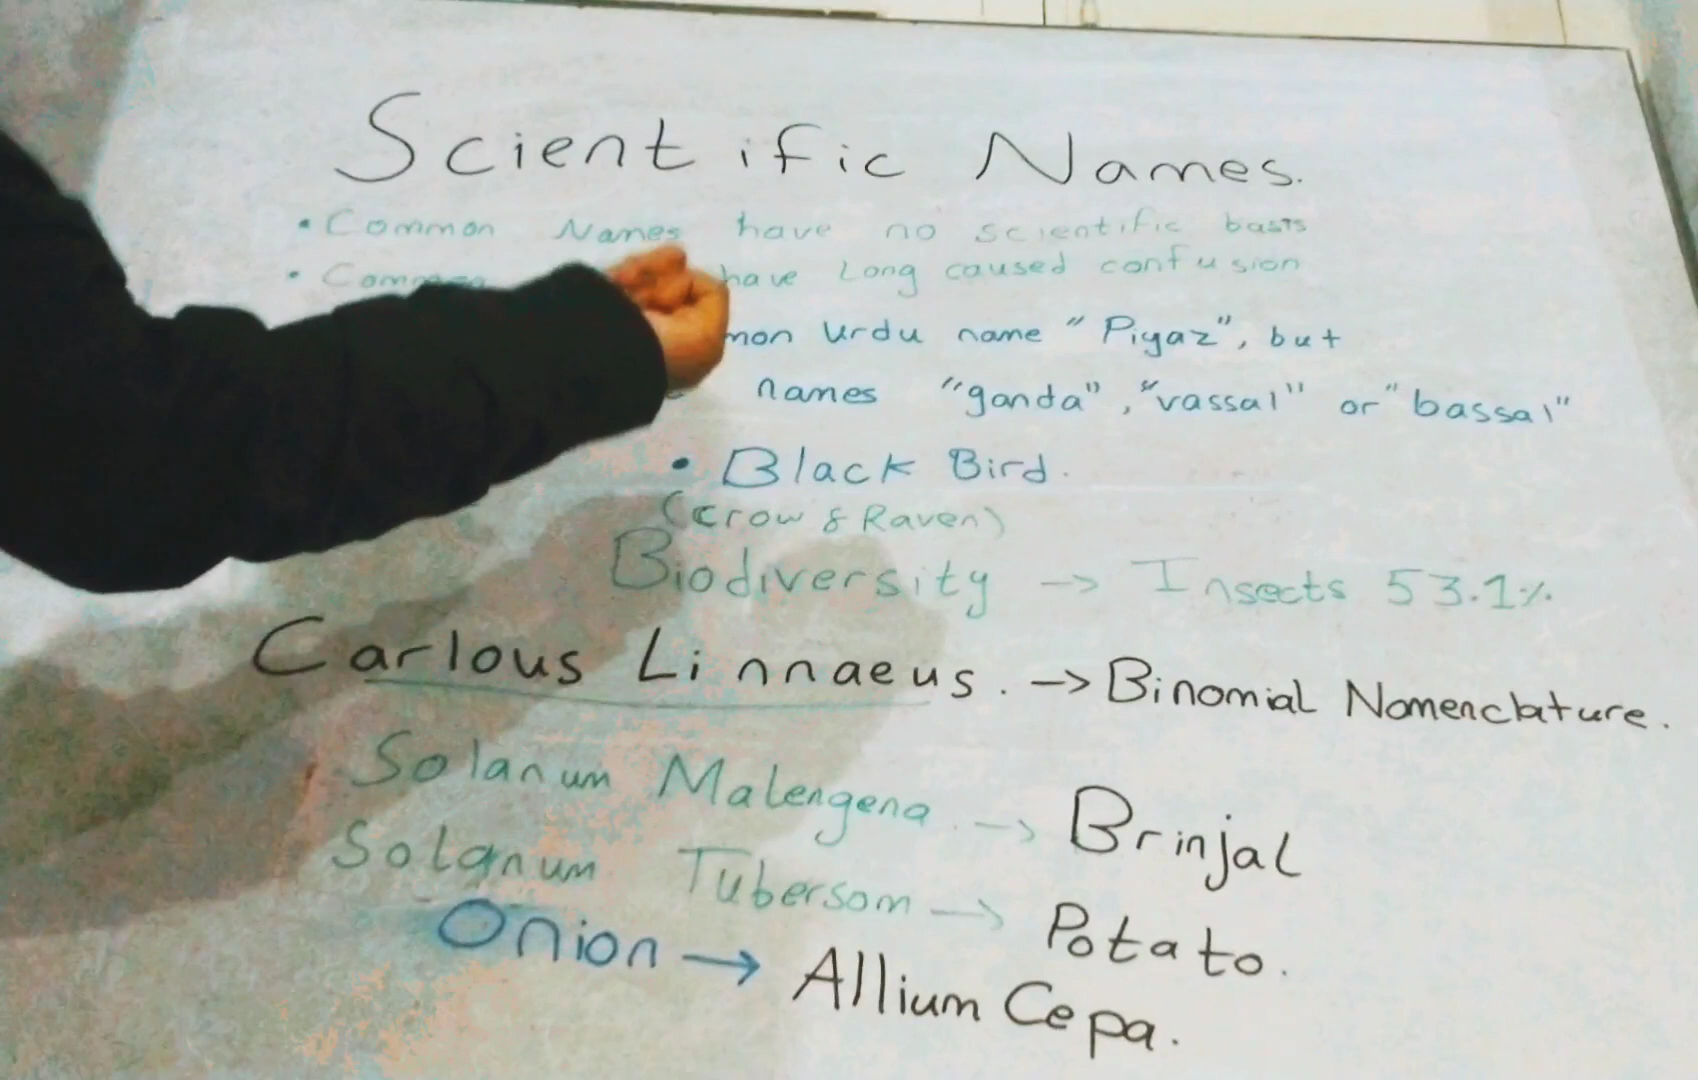 Scientific Names.
• Common Names have no scientific basis
• Common have Long caused confusion
mon Urdu name "Piyaz", but
names "ganda", "vassal" or "bassal"
• Black Bird.
(Crow & Raven)
Biodiversity -> Insects 53.1%
Carlous Linnaeus. -> Binomial Nomenclature.
Solanum Malengena -> Brinjal
Solanum Tubersom -> Potato.
Onion -> Allium Cepa.